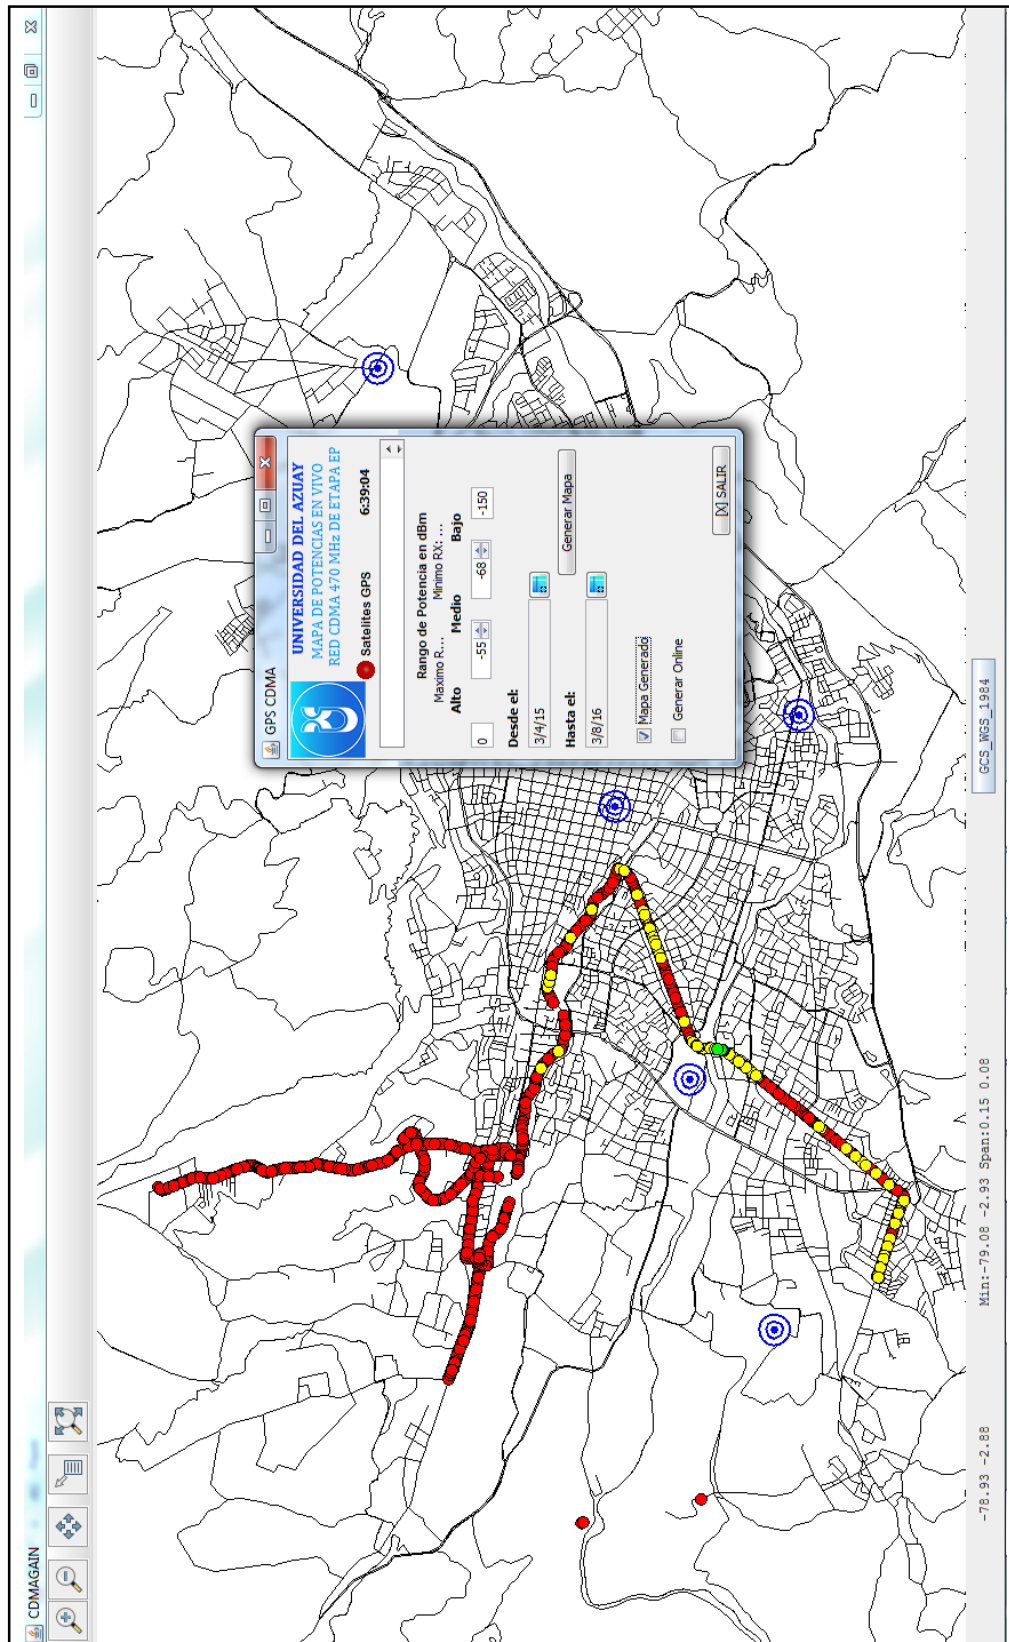 CDMAGAIN
GPS CDMA
UNIVERSIDAD DEL AZUAY
MAPA DE POTENCIAS EN VIVO
RED CDMA 470 MHz DE ETAPA EP
Satelites GPS 6:39:04
Rango de Potencia en dBm
Maximo R... Minimo RX: ...
Alto Medio Bajo
0 -55 -68 -150
Desde el:
3/4/15
Hasta el:
3/8/16
Generar Mapa
Mapa Generado
Generar Online
[X] SALIR
-78.93 -2.88 Min:-79.08 -2.93 Span:0.15 0.08 GCS_WGS_1984